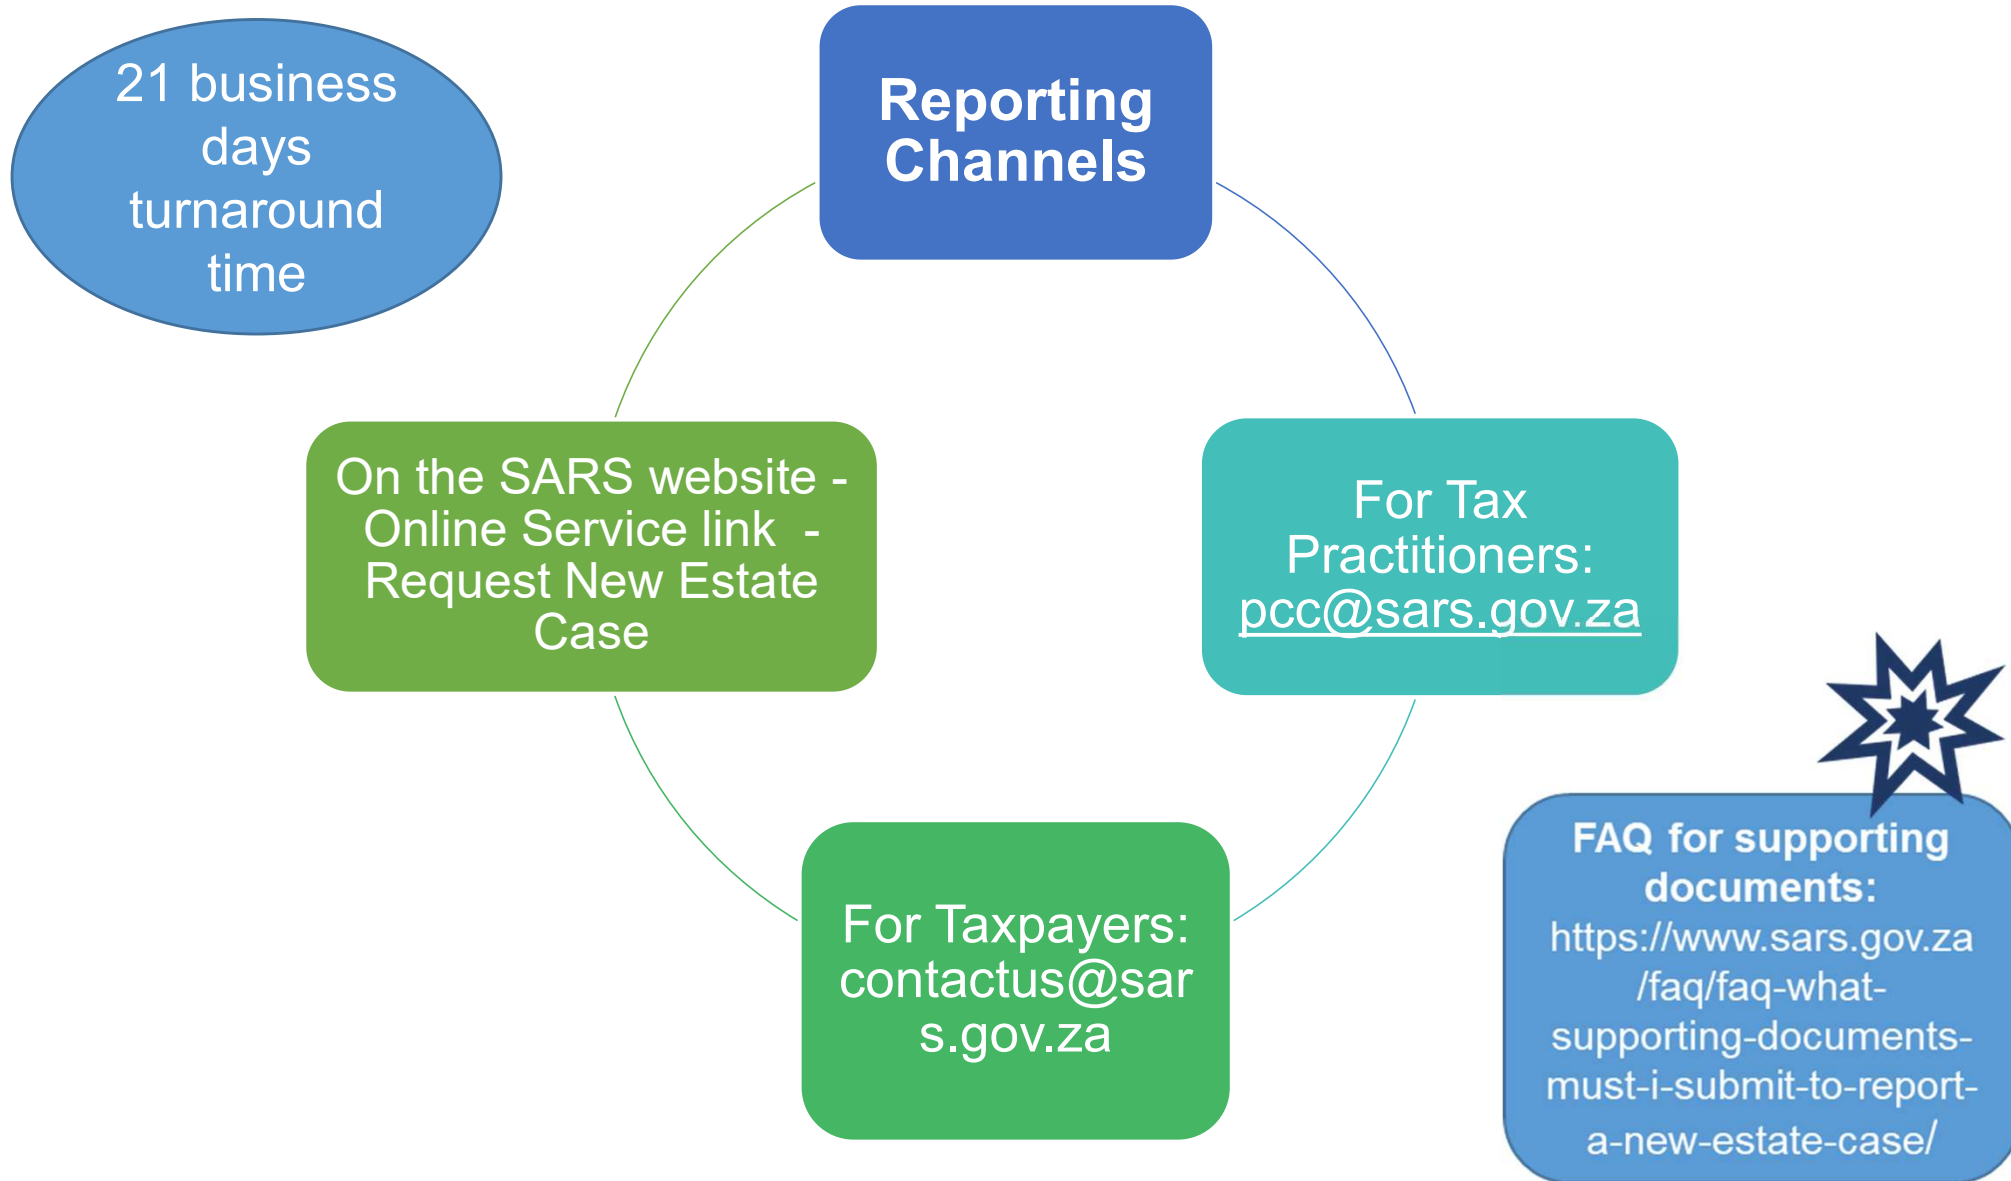 21 business
days
turnaround
time
Reporting
Channels
On the SARS website -
Online Service link  -
Request New Estate
Case
For Tax
Practitioners:
pcc@sars.gov.za
For Taxpayers:
contactus@sar
s.gov.za
FAQ for supporting
documents:
https://www.sars.gov.za
/faq/faq-what-
supporting-documents-
must-i-submit-to-report-
a-new-estate-case/